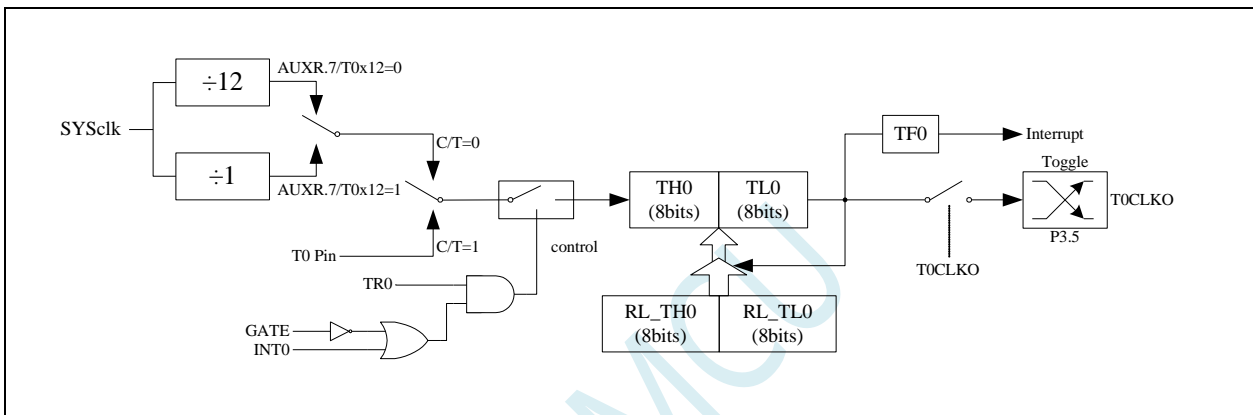 ÷12
AUXR.7/T0x12=0
SYSclk
÷1
AUXR.7/T0x12=1
C/T=0
C/T=1
T0 Pin
control
TR0
GATE
INT0
TH0
(8bits)
TL0
(8bits)
RL_TH0
(8bits)
RL_TL0
(8bits)
TF0
Interrupt
Toggle
T0CLKO
P3.5
T0CLKO
MCU